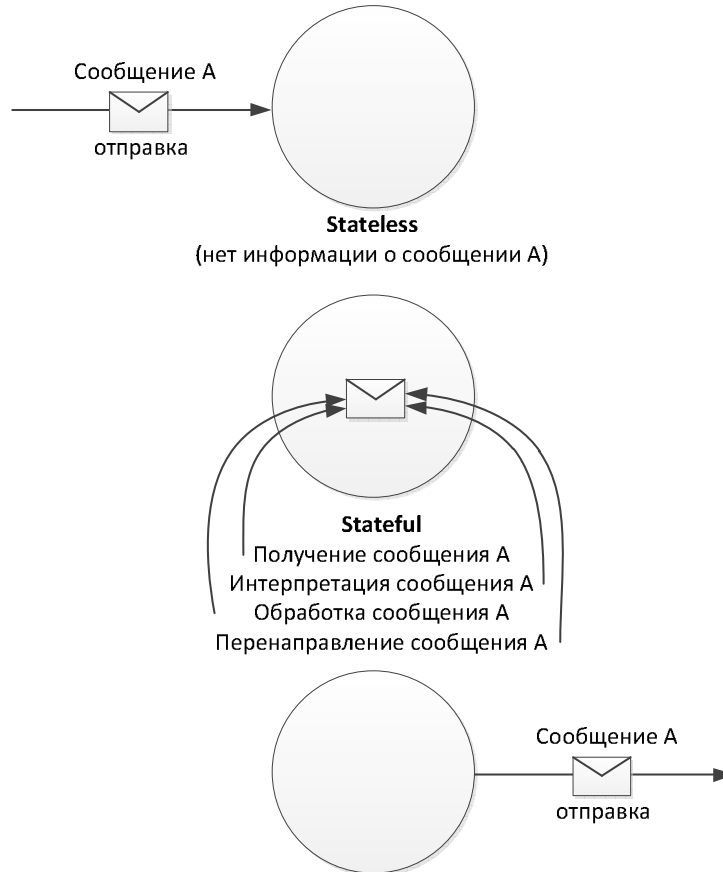 Сообщение А
отправка
Stateless
(нет информации о сообщении А)
Stateful
Получение сообщения А
Интерпретация сообщения А
Обработка сообщения А
Перенаправление сообщения А
Сообщение А
отправка